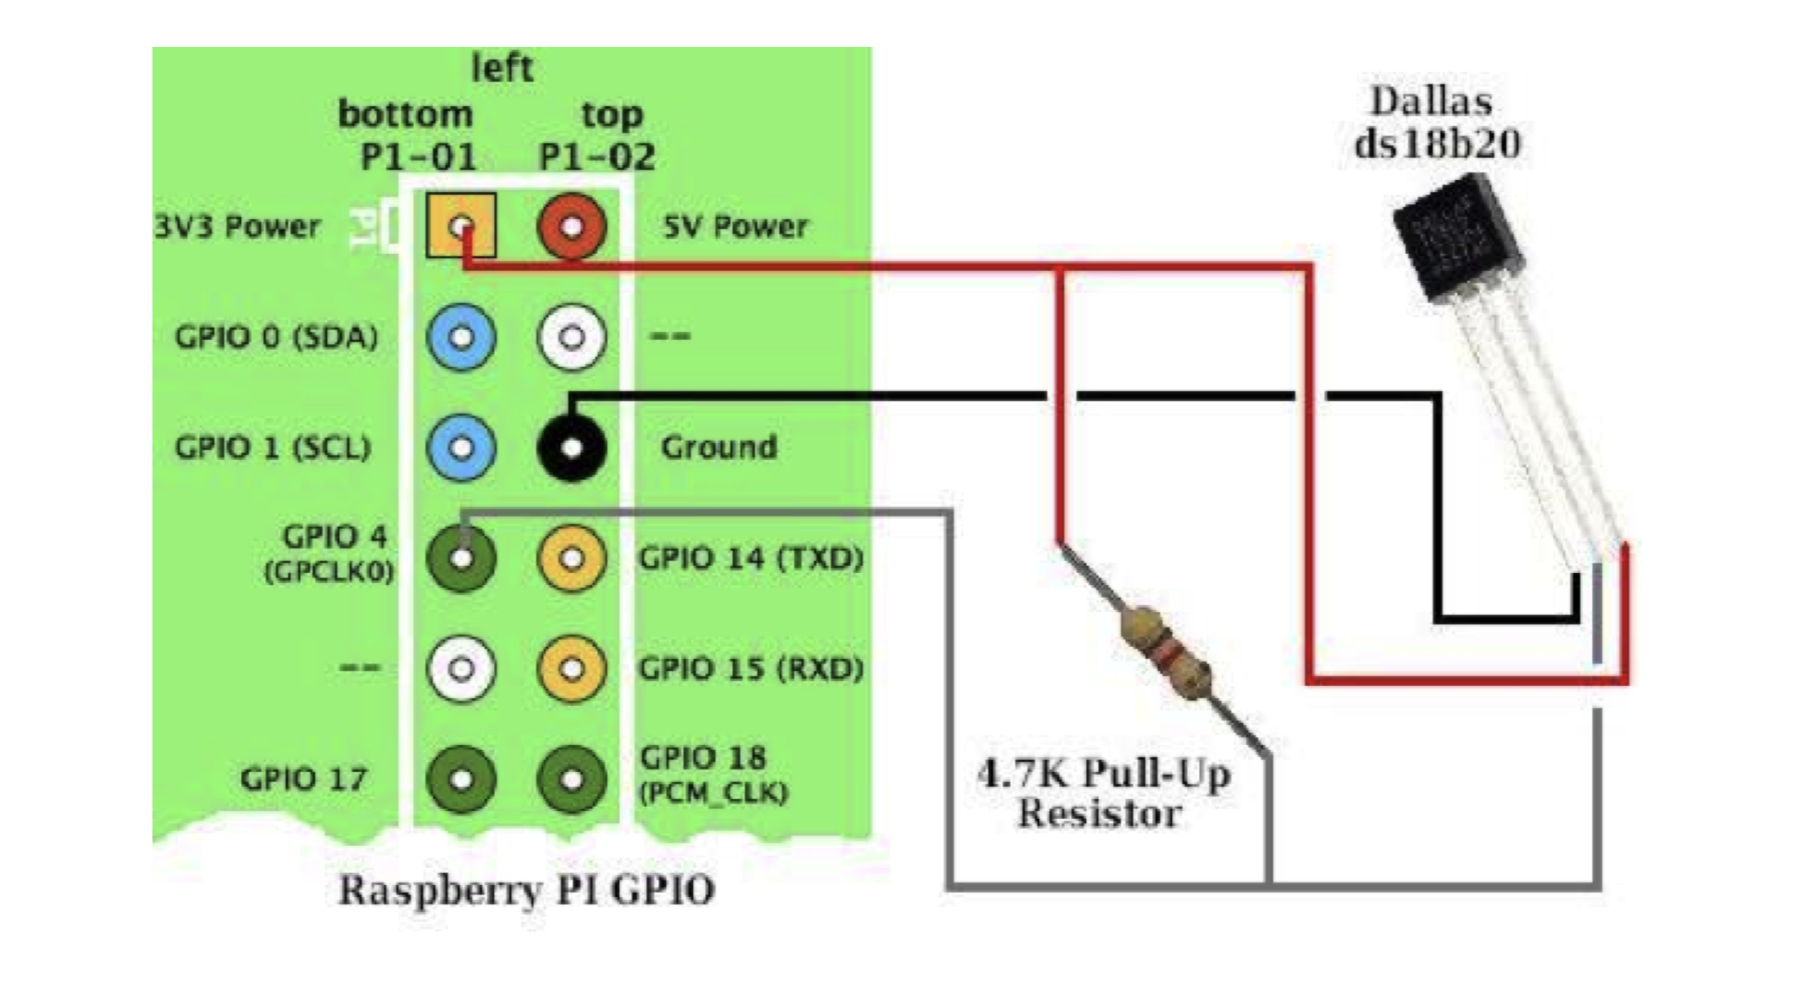 left
bottom top
P1-01 P1-02
3V3 Power
P1
5V Power
GPIO 0 (SDA)
--
GPIO 1 (SCL)
Ground
GPIO 4
(GPCLK0)
GPIO 14 (TXD)
--
GPIO 15 (RXD)
GPIO 17
GPIO 18
(PCM_CLK)
Raspberry PI GPIO
4.7K Pull-Up
Resistor
Dallas
ds18b20